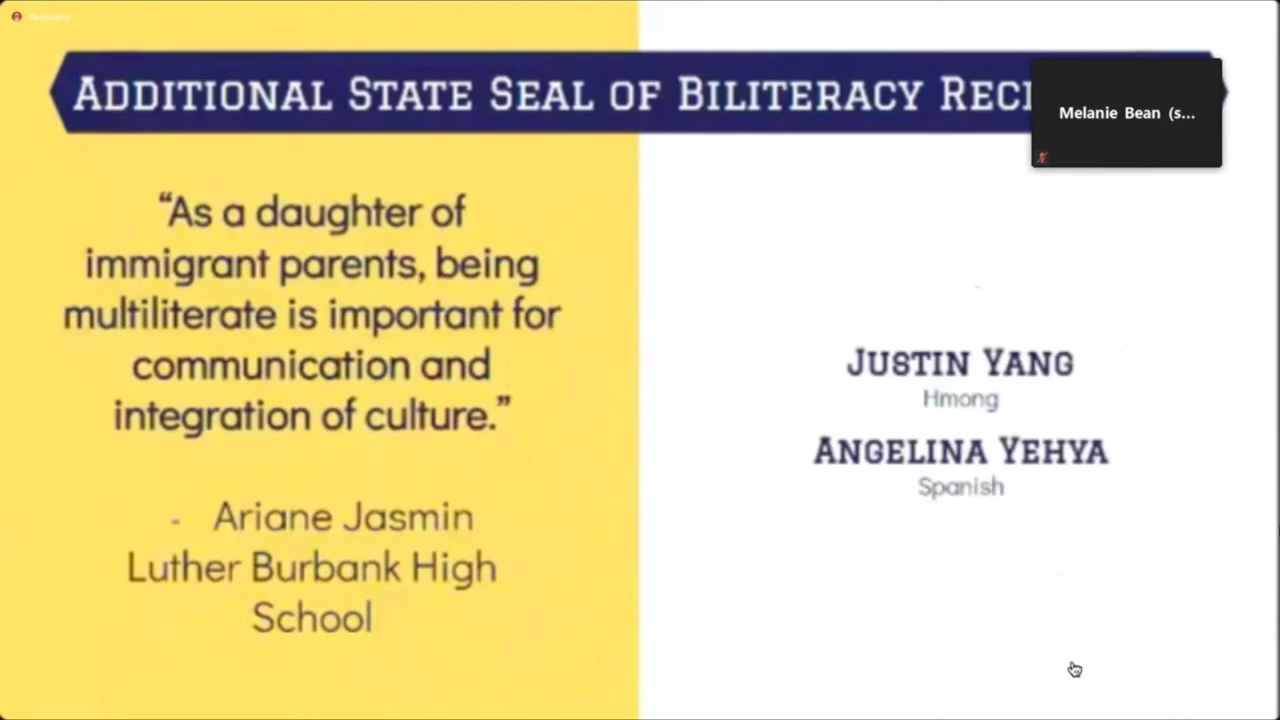 Recording
ADDITIONAL STATE SEAL OF BILITERACY
Melanie Bean (s...
“As a daughter of
immigrant parents, being
multiliterate is important for
communication and
integration of culture.”
- Ariane Jasmin
Luther Burbank High
School
JUSTIN YANG
Hmong
ANGELINA YEHYA
Spanish